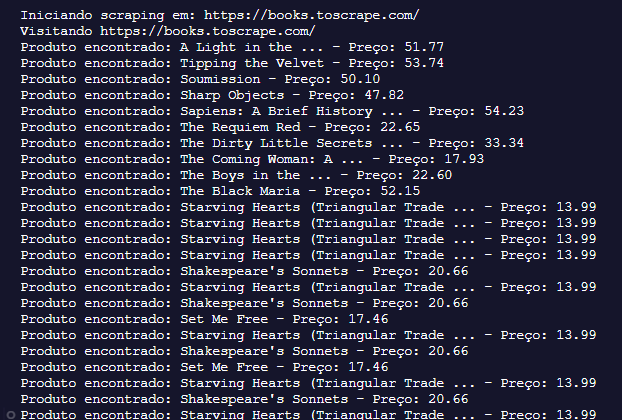 Iniciando scraping em: https://books.toscrape.com/
Visitando https://books.toscrape.com/
Produto encontrado: A Light in the ... - Preço: 51.77
Produto encontrado: Tipping the Velvet - Preço: 53.74
Produto encontrado: Soumission - Preço: 50.10
Produto encontrado: Sharp Objects - Preço: 47.82
Produto encontrado: Sapiens: A Brief History ... - Preço: 54.23
Produto encontrado: The Requiem Red - Preço: 22.65
Produto encontrado: The Dirty Little Secrets ... - Preço: 33.34
Produto encontrado: The Coming Woman: A ... - Preço: 17.93
Produto encontrado: The Boys in the ... - Preço: 22.60
Produto encontrado: The Black Maria - Preço: 52.15
Produto encontrado: Starving Hearts (Triangular Trade ... - Preço: 13.99
Produto encontrado: Starving Hearts (Triangular Trade ... - Preço: 13.99
Produto encontrado: Starving Hearts (Triangular Trade ... - Preço: 13.99
Produto encontrado: Starving Hearts (Triangular Trade ... - Preço: 13.99
Produto encontrado: Shakespeare's Sonnets - Preço: 20.66
Produto encontrado: Starving Hearts (Triangular Trade ... - Preço: 13.99
Produto encontrado: Shakespeare's Sonnets - Preço: 20.66
Produto encontrado: Set Me Free - Preço: 17.46
Produto encontrado: Starving Hearts (Triangular Trade ... - Preço: 13.99
Produto encontrado: Shakespeare's Sonnets - Preço: 20.66
Produto encontrado: Set Me Free - Preço: 17.46
Produto encontrado: Starving Hearts (Triangular Trade ... - Preço: 13.99
Produto encontrado: Shakespeare's Sonnets - Preço: 20.66
Produto encontrado: Starving Hearts (Triangular Trade ... - Preço: 13.99